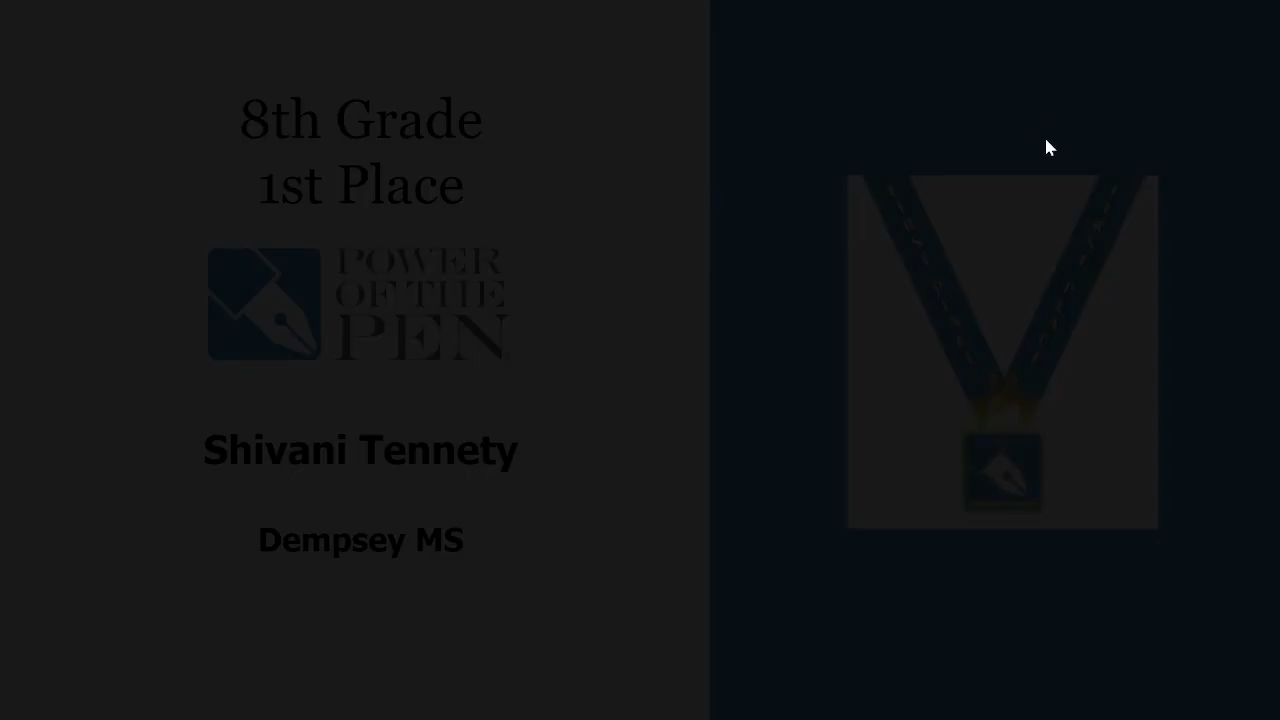 8th Grade
1st Place
POWER
OF THE
PEN
Shivani Tennety
Dempsey MS